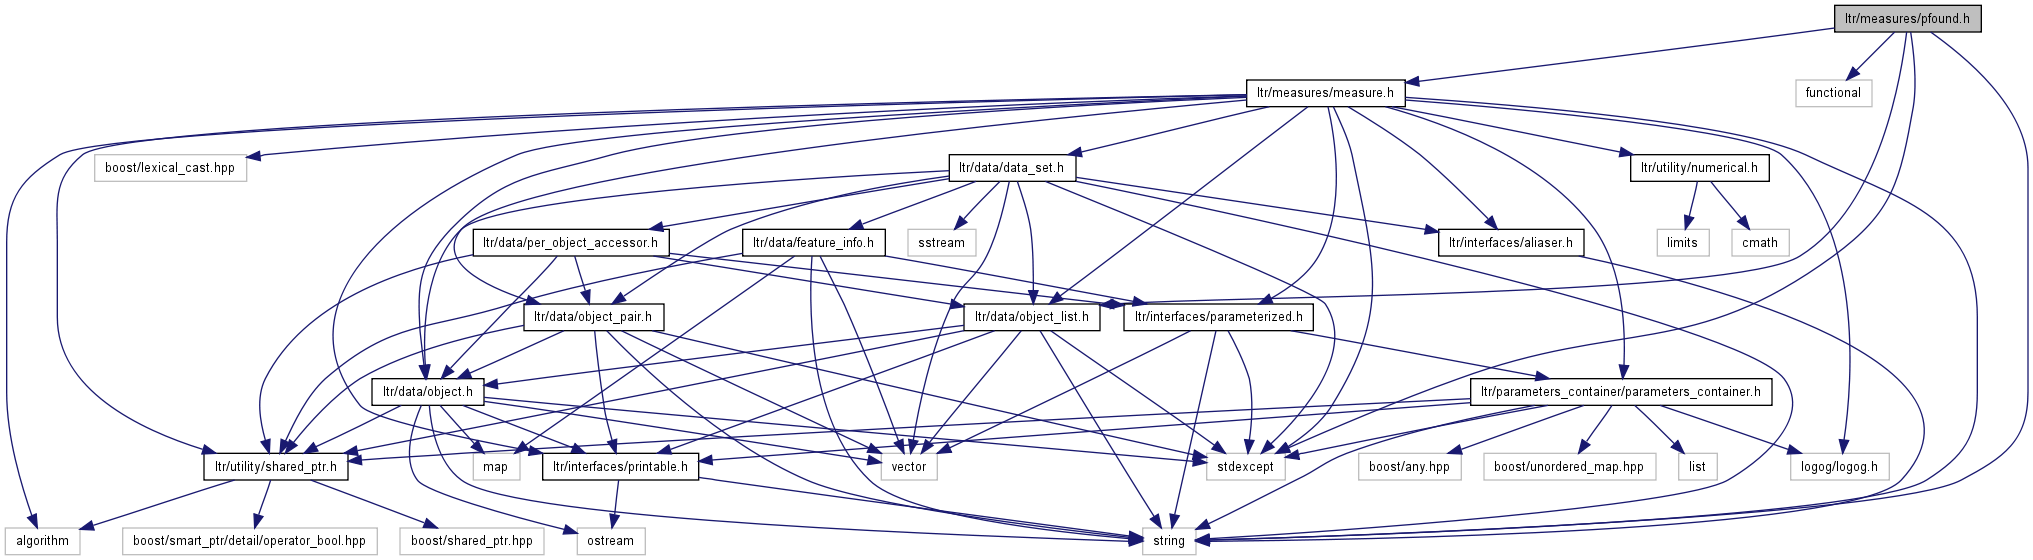 ltr/measures/pfound.h
ltr/measures/measure.h
functional
boost/lexical_cast.hpp
ltr/data/data_set.h
ltr/utility/numerical.h
ltr/data/per_object_accessor.h
ltr/data/feature_info.h
sstream
ltr/interfaces/aliaser.h
limits
cmath
ltr/data/object_pair.h
ltr/data/object_list.h
ltr/interfaces/parameterized.h
ltr/data/object.h
ltr/parameters_container/parameters_container.h
ltr/utility/shared_ptr.h
map
ltr/interfaces/printable.h
vector
stdexcept
boost/any.hpp
boost/unordered_map.hpp
list
logog/logog.h
algorithm
boost/smart_ptr/detail/operator_bool.hpp
boost/shared_ptr.hpp
ostream
string